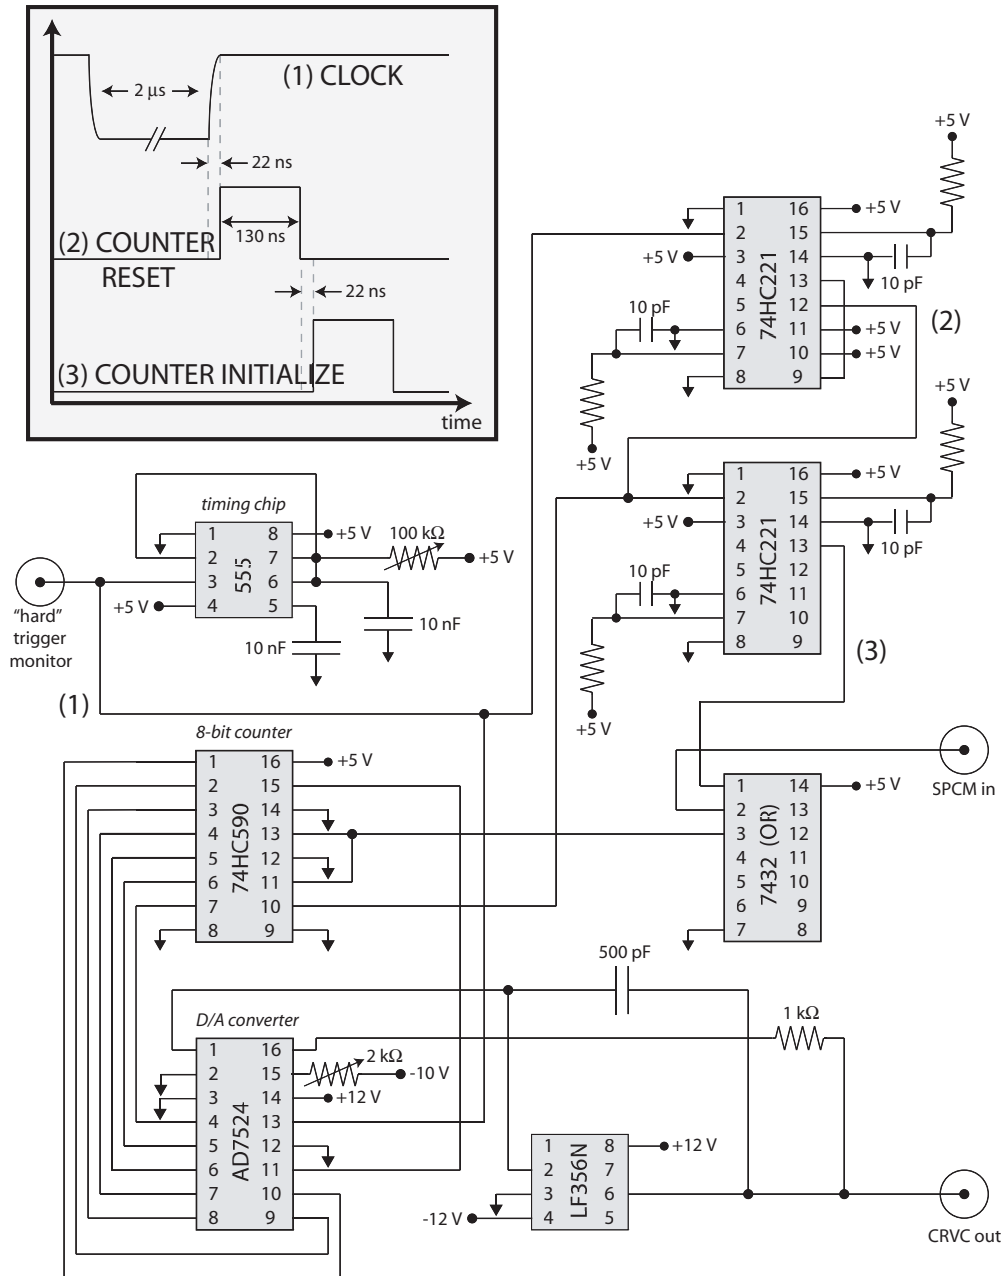 (1) CLOCK
2 μs
22 ns
(2) COUNTER
RESET
130 ns
22 ns
(3) COUNTER INITIALIZE
time
+5 V
74HC221
1 16 +5 V
2 15
+5 V 3 14
10 pF
4 13
5 12
(2)
10 pF
6 11 +5 V
7 10 +5 V
8 9
+5 V
+5 V
74HC221
1 16 +5 V
2 15
+5 V 3 14
10 pF
4 13
5 12
10 pF
6 11
7 10
8 9
(3)
+5 V
timing chip
555
1 8 +5 V
2 7
100 kΩ
+5 V
3 6
+5 V 4 5
10 nF
10 nF
"hard"
trigger
monitor
(1)
8-bit counter
74HC590
1 16 +5 V
2 15
3 14
4 13
5 12
6 11
7 10
8 9
7432 (OR)
1 14 +5 V
2 13
3 12
4 11
5 10
6 9
7 8
SPCM in
500 pF
1 kΩ
D/A converter
AD7524
1 16
2 15
2 kΩ
-10 V
3 14 +12 V
4 13
5 12
6 11
7 10
8 9
LF356N
1 8 +12 V
2 7
3 6
-12 V 4 5
CRVC out